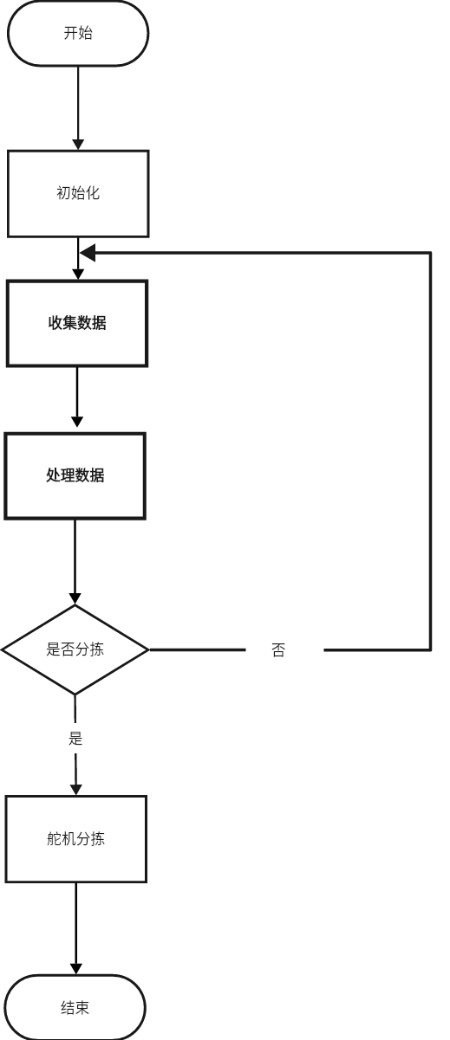 开始
初始化
收集数据
处理数据
是否分拣
否
是
舵机分拣
结束